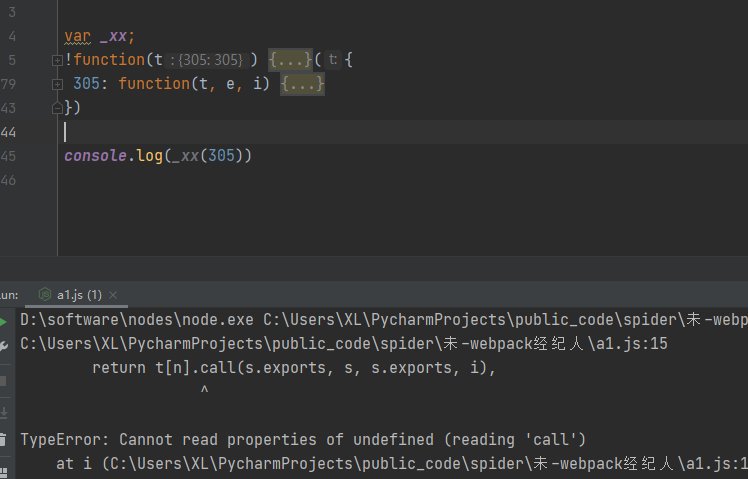 3
4 var _xx;
5 !function(t : {305: 305} ) {...}( t: {
79 305: function(t, e, i) {...}
43 })
44
45 console.log(_xx(305))
46
un: a1.js (1) ×
D:\software\nodes\node.exe C:\Users\XL\PycharmProjects\public_code\spider\未-webp
C:\Users\XL\PycharmProjects\public_code\spider\未-webpack经纪人\a1.js:15
return t[n].call(s.exports, s, s.exports, i),
^
TypeError: Cannot read properties of undefined (reading 'call')
at i (C:\Users\XL\PycharmProjects\public_code\spider\未-webpack经纪人\a1.js:1